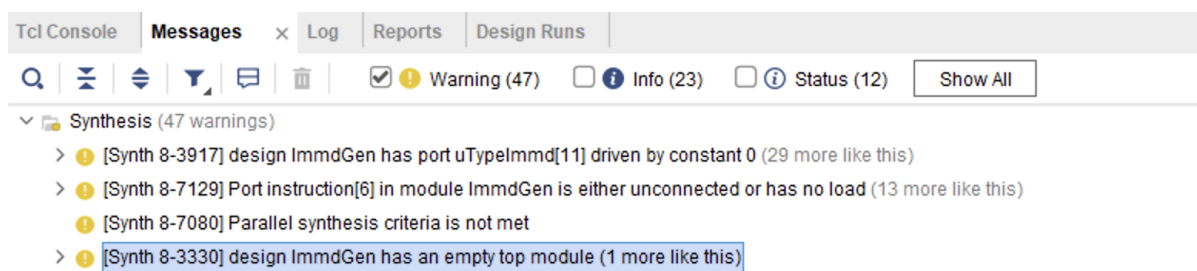 Tcl Console Messages × Log Reports Design Runs
Warning (47) Info (23) Status (12) Show All
Synthesis (47 warnings)
[Synth 8-3917] design ImmdGen has port uTypeImmd[11] driven by constant 0 (29 more like this)
[Synth 8-7129] Port instruction[6] in module ImmdGen is either unconnected or has no load (13 more like this)
[Synth 8-7080] Parallel synthesis criteria is not met
[Synth 8-3330] design ImmdGen has an empty top module (1 more like this)